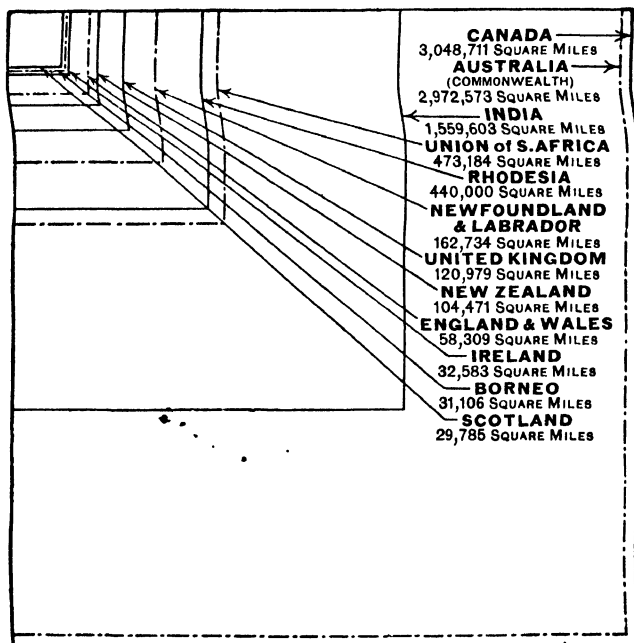 CANADA
3,048,711 SQUARE MILES
AUSTRALIA
(COMMONWEALTH)
2,972,573 SQUARE MILES
INDIA
1,559,603 SQUARE MILES
UNION of S. AFRICA
473,184 SQUARE MILES
RHODESIA
440,000 SQUARE MILES
NEWFOUNDLAND
& LABRADOR
162,734 SQUARE MILES
UNITED KINGDOM
120,979 SQUARE MILES
NEW ZEALAND
104,471 SQUARE MILES
ENGLAND & WALES
58,309 SQUARE MILES
IRELAND
32,583 SQUARE MILES
BORNEO
31,106 SQUARE MILES
SCOTLAND
29,785 SQUARE MILES